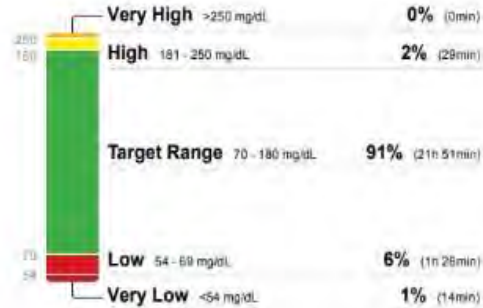 Very High >250 mg/dL 0% (0min)
250
High 181 - 250 mg/dL 2% (29min)
180
Target Range 70 - 180 mg/dL 91% (21h 51min)
70
Low 54 - 69 mg/dL 6% (1h 26min)
54
Very Low <54 mg/dL 1% (14min)